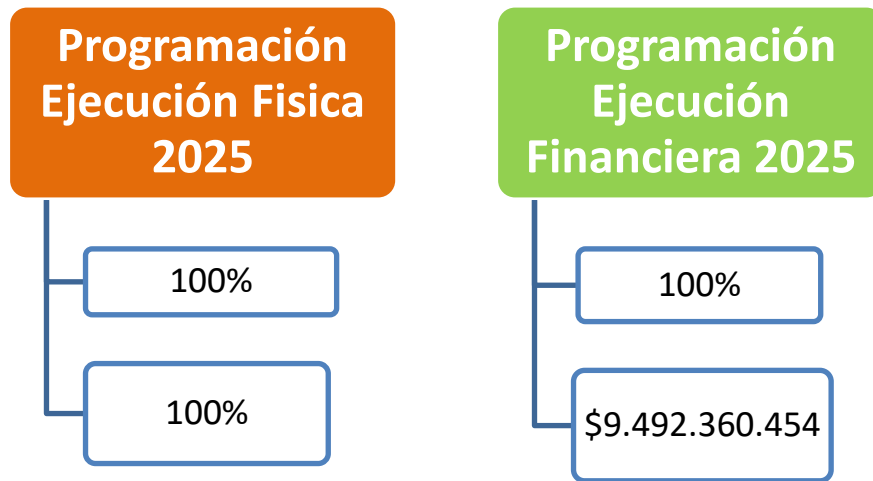 Programación
Ejecución Fisica
2025
100%
100%
Programación
Ejecución
Financiera 2025
100%
$9.492.360.454